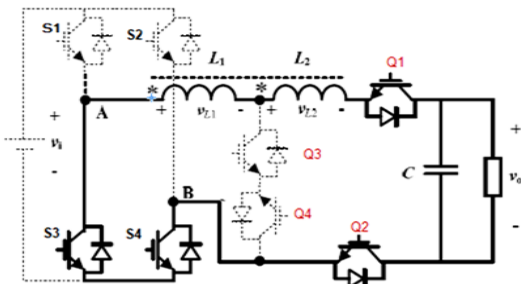 S1
S2
L1
L2
Q1
*
*
A
+
vL1
-
+
vL2
-
+
vi
-
Q3
C
+
vo
-
B
Q4
S3
S4
Q2